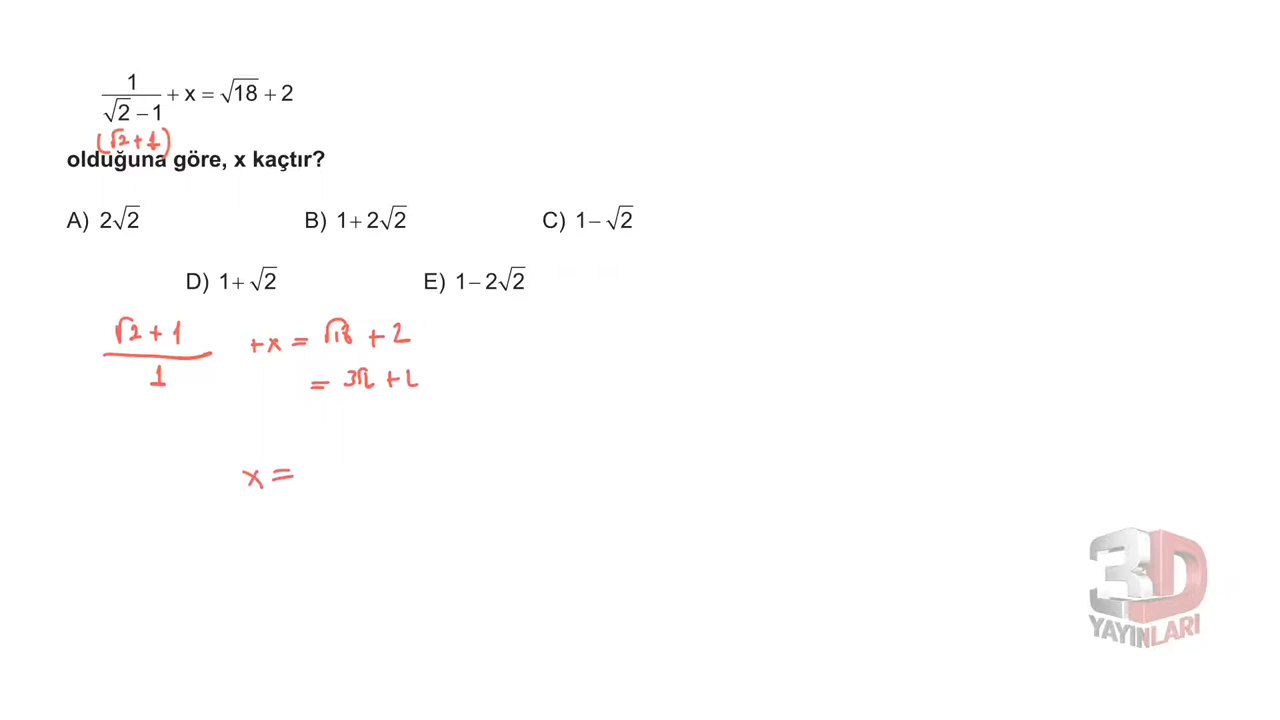 1/(√2 − 1) + x = √18 + 2
(√2 + 1)
olduğuna göre, x kaçtır?
A) 2√2 B) 1 + 2√2 C) 1 − √2
D) 1 + √2 E) 1 − 2√2
(√2 + 1)/1 + x = √18 + 2
= 3√2 + 2
x =
3D
YAYINLARI